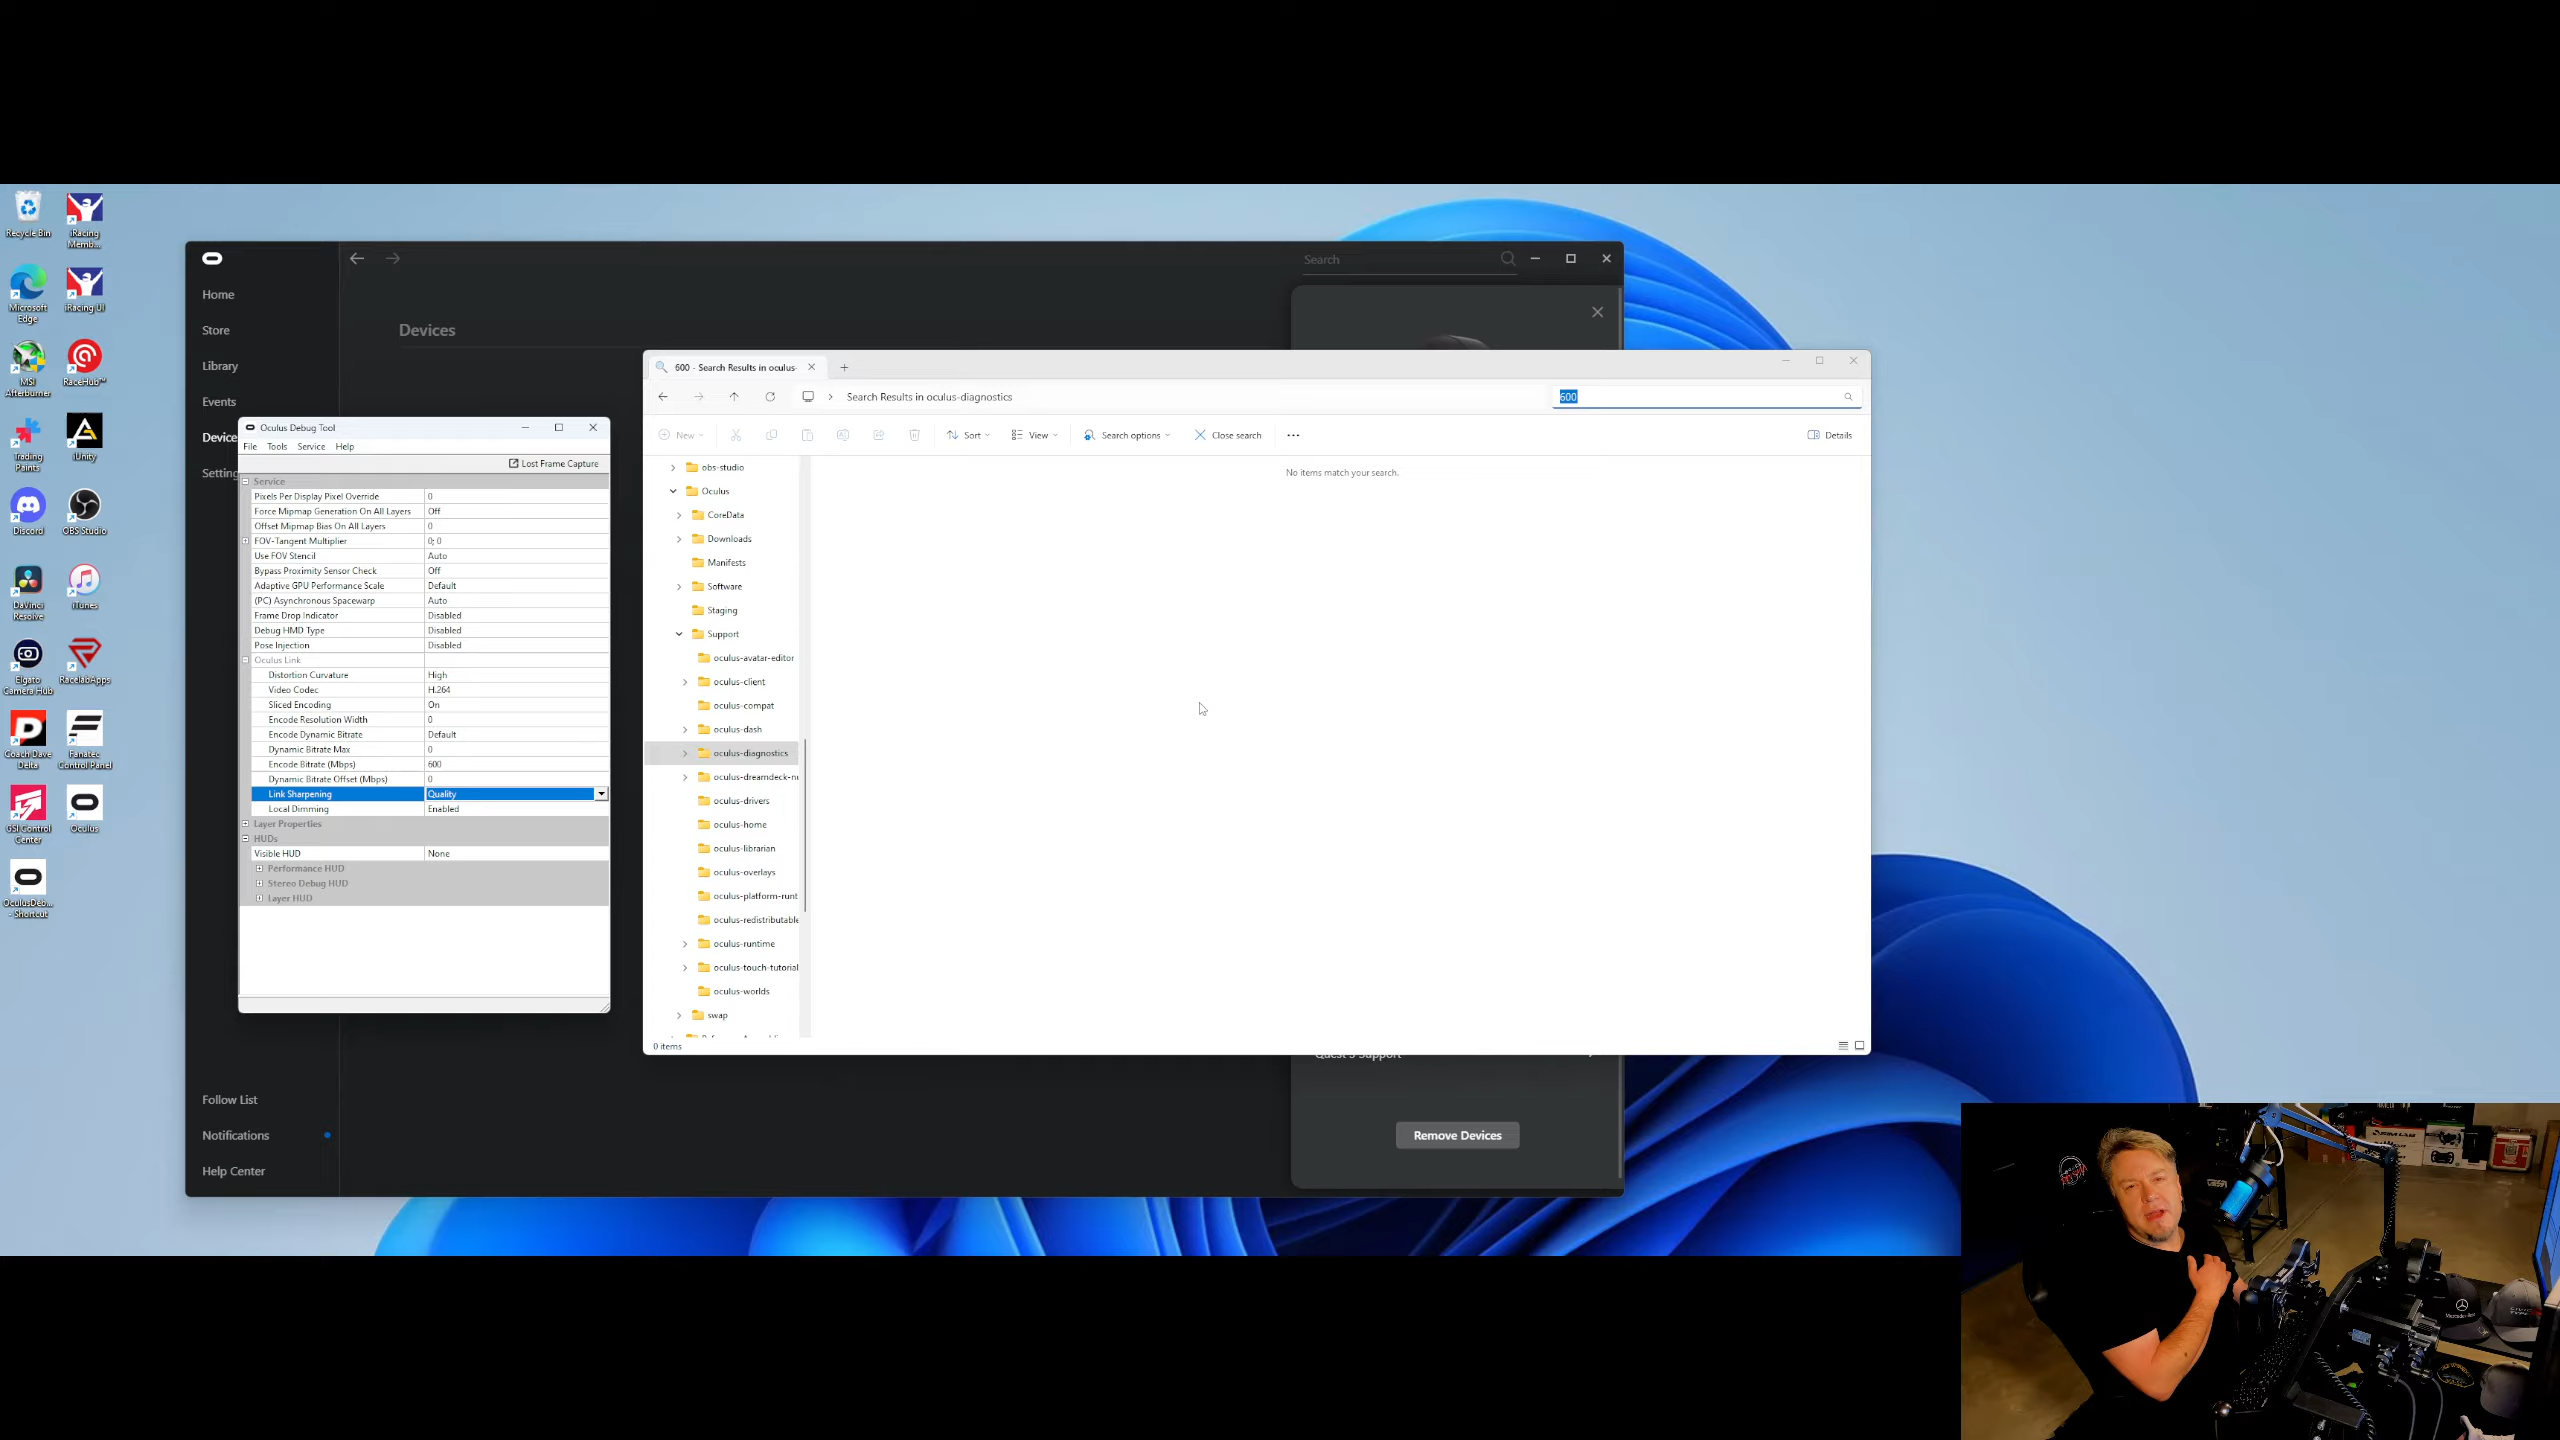 Recycle Bin
iRacing Memb...
Microsoft Edge
iRacing UI
MSI Afterburner
RaceHub™
Trading Paints
iUnity
Discord
OBS Studio
DaVinci Resolve
iTunes
Elgato Camera Hub
RacelabApps
Coach Dave Delta
Fanatec Control Panel
GSI Control Center
Oculus
OculusDeb... - Shortcut
Search
Home
Store
Library
Events
Device
Setting
Follow List
Notifications
Help Center
Devices
Quest 3 Support
Remove Devices
Oculus Debug Tool
File Tools Service Help
Lost Frame Capture
Service
Pixels Per Display Pixel Override 0
Force Mipmap Generation On All Layers Off
Offset Mipmap Bias On All Layers 0
FOV-Tangent Multiplier 0; 0
Use FOV Stencil Auto
Bypass Proximity Sensor Check Off
Adaptive GPU Performance Scale Default
(PC) Asynchronous Spacewarp Auto
Frame Drop Indicator Disabled
Debug HMD Type Disabled
Pose Injection Disabled
Oculus Link
Distortion Curvature High
Video Codec H.264
Sliced Encoding On
Encode Resolution Width 0
Encode Dynamic Bitrate Default
Dynamic Bitrate Max 0
Encode Bitrate (Mbps) 600
Dynamic Bitrate Offset (Mbps) 0
Link Sharpening Quality
Local Dimming Enabled
Layer Properties
HUDs
Visible HUD None
Performance HUD
Stereo Debug HUD
Layer HUD
600 - Search Results in oculus-
Search Results in oculus-diagnostics
600
New Sort View Search options Close search ... Details
obs-studio
Oculus
CoreData
Downloads
Manifests
Software
Staging
Support
oculus-avatar-editor
oculus-client
oculus-compat
oculus-dash
oculus-diagnostics
oculus-dreamdeck-nu
oculus-drivers
oculus-home
oculus-librarian
oculus-overlays
oculus-platform-runt
oculus-redistributable
oculus-runtime
oculus-touch-tutorial
oculus-worlds
swap
No items match your search.
0 items